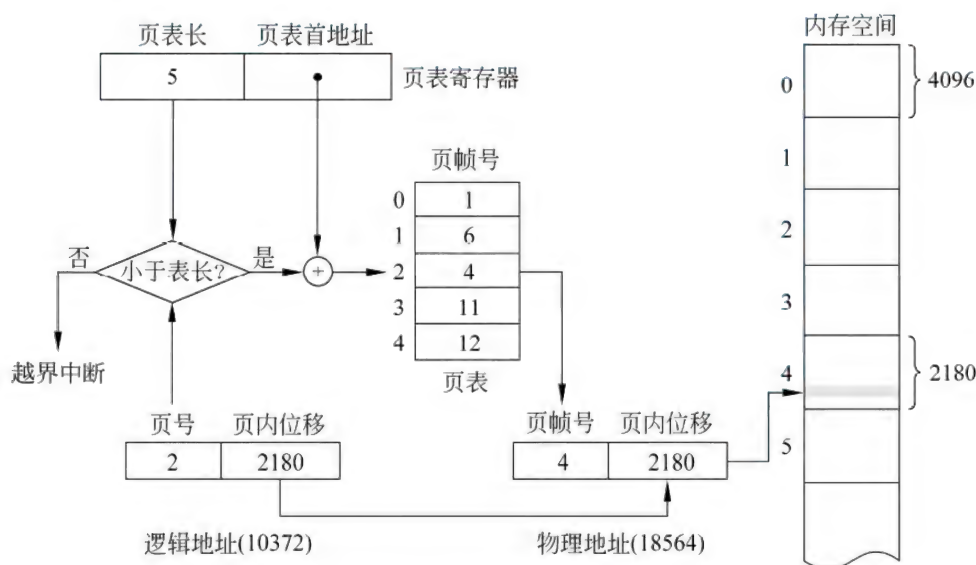 页表长 页表首地址
5
页表寄存器
内存空间
0
4096
1
2
3
4
2180
5
页帧号
0 1
1 6
2 4
3 11
4 12
页表
否
小于表长?
是
+
越界中断
页号 页内位移
2 2180
逻辑地址(10372)
页帧号 页内位移
4 2180
物理地址(18564)